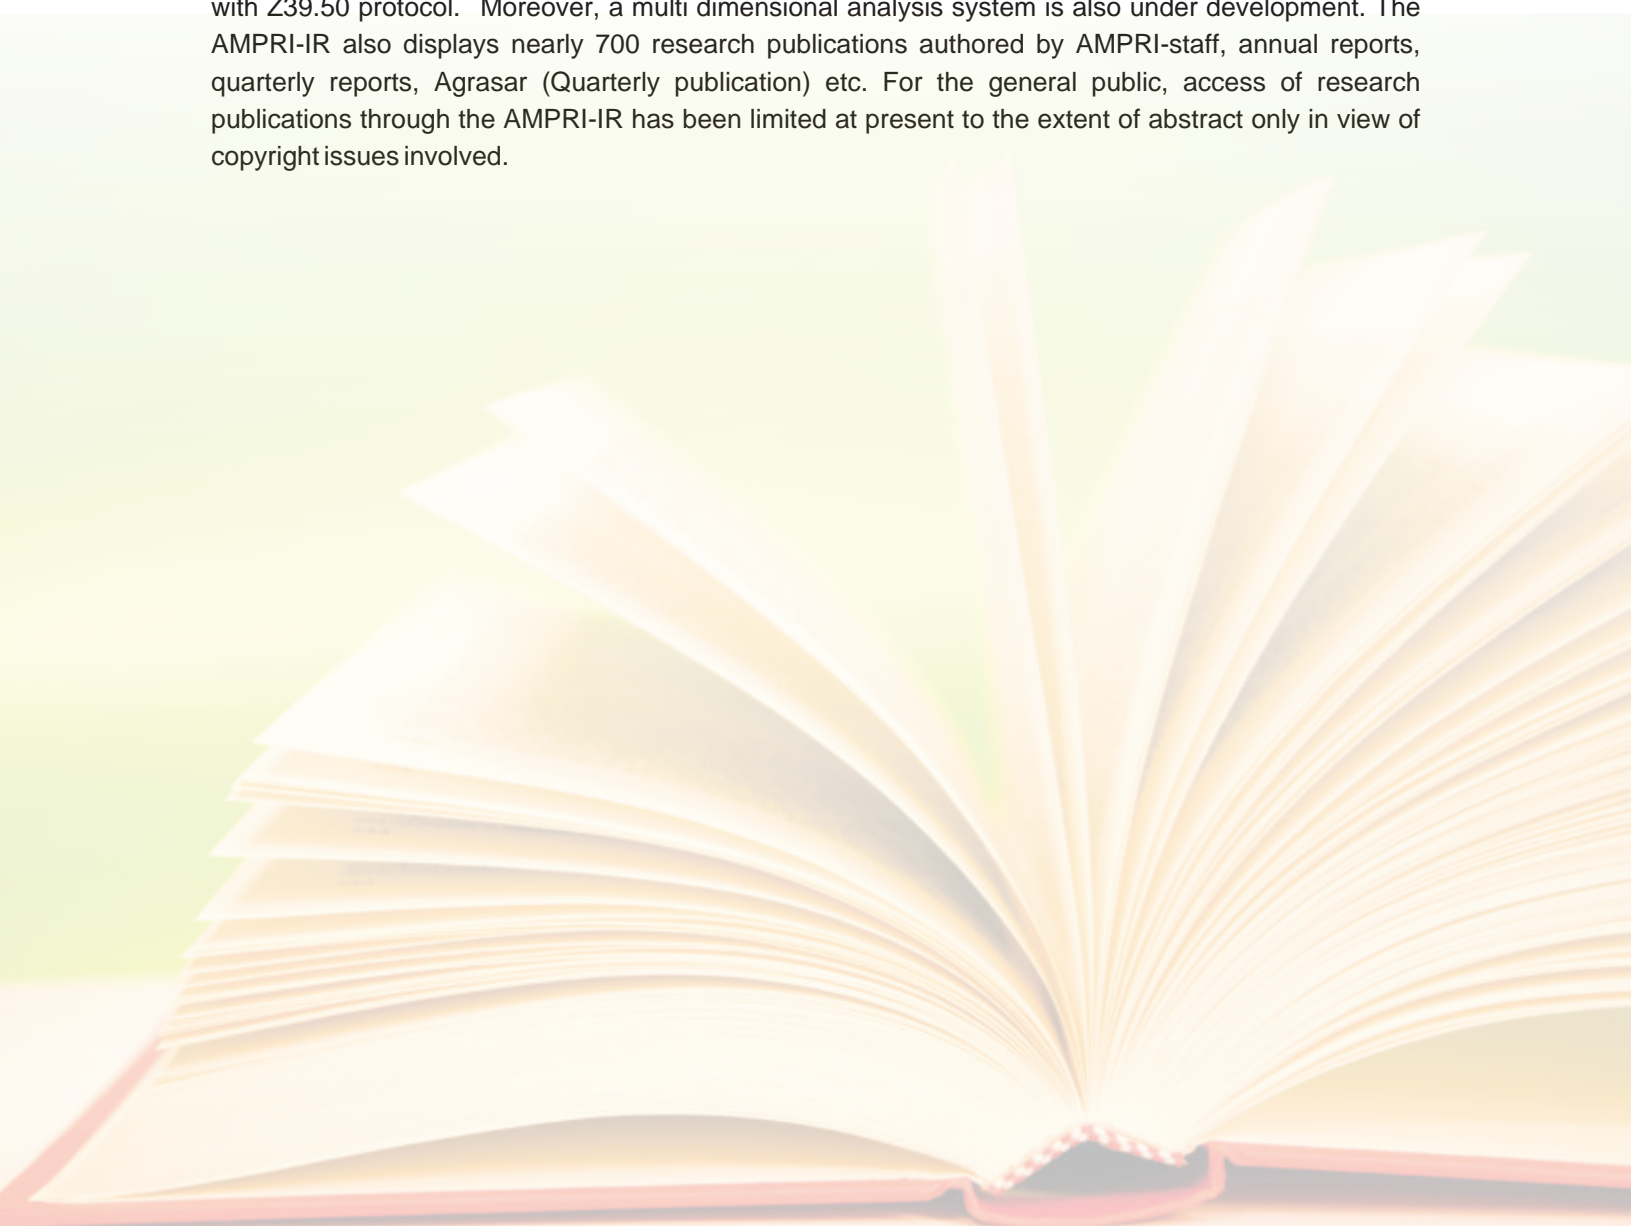 with Z39.50 protocol. Moreover, a multi dimensional analysis system is also under development. The
AMPRI-IR also displays nearly 700 research publications authored by AMPRI-staff, annual reports,
quarterly reports, Agrasar (Quarterly publication) etc. For the general public, access of research
publications through the AMPRI-IR has been limited at present to the extent of abstract only in view of
copyright issues involved.